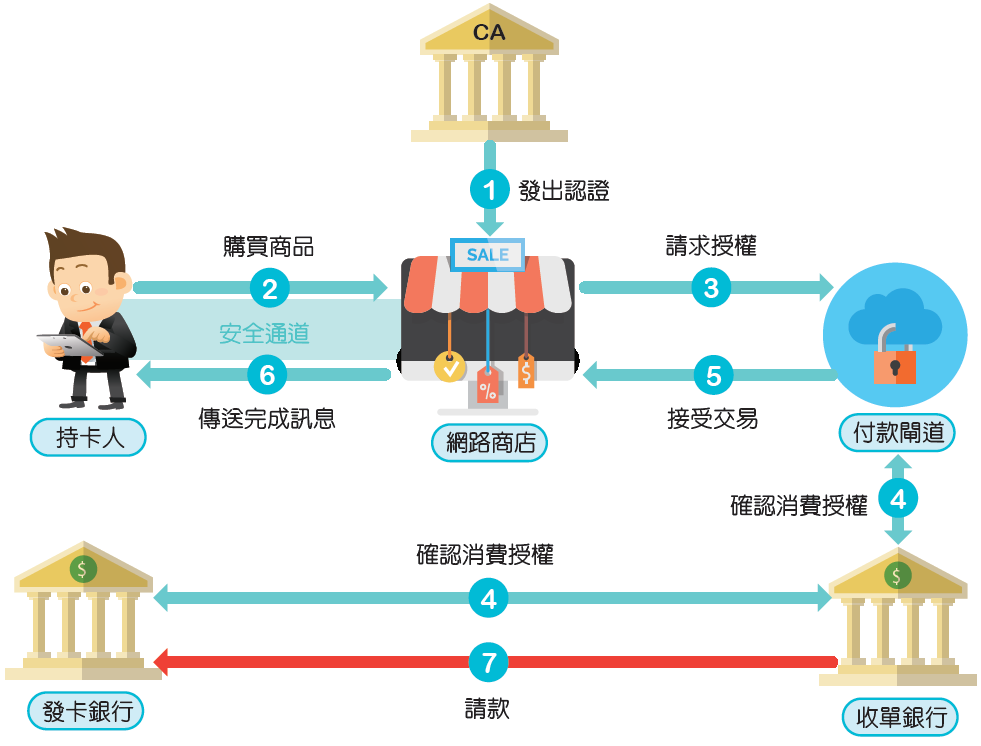 CA
1 發出認證
購買商品
2
安全通道
6
傳送完成訊息
持卡人
SALE
%
$
網路商店
請求授權
3
5
接受交易
付款閘道
確認消費授權 4
確認消費授權
4
7
請款
$
發卡銀行
$
收單銀行